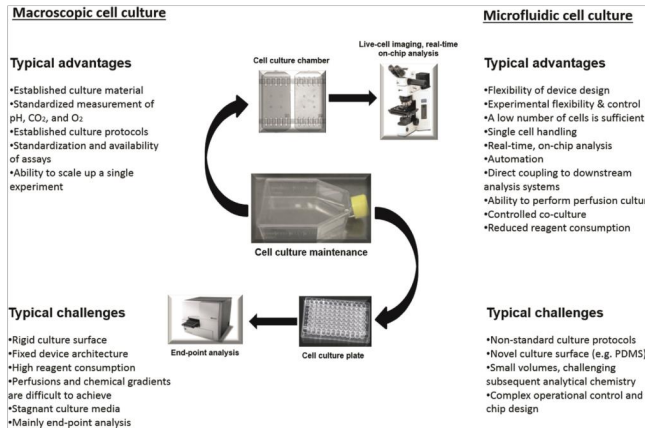 Macroscopic cell culture
Typical advantages
•Established culture material
•Standardized measurement of
pH, CO₂, and O₂
•Established culture protocols
•Standardization and availability
of assays
•Ability to scale up a single
experiment
Typical challenges
•Rigid culture surface
•Fixed device architecture
•High reagent consumption
•Perfusions and chemical gradients
are difficult to achieve
•Stagnant culture media
•Mainly end-point analysis
Cell culture chamber
Live-cell imaging, real-time
on-chip analysis
Cell culture maintenance
End-point analysis
Cell culture plate
Microfluidic cell culture
Typical advantages
•Flexibility of device design
•Experimental flexibility & control
•A low number of cells is sufficient
•Single cell handling
•Real-time, on-chip analysis
•Automation
•Direct coupling to downstream
analysis systems
•Ability to perform perfusion cultur
•Controlled co-culture
•Reduced reagent consumption
Typical challenges
•Non-standard culture protocols
•Novel culture surface (e.g. PDMS)
•Small volumes, challenging
subsequent analytical chemistry
•Complex operational control and
chip design